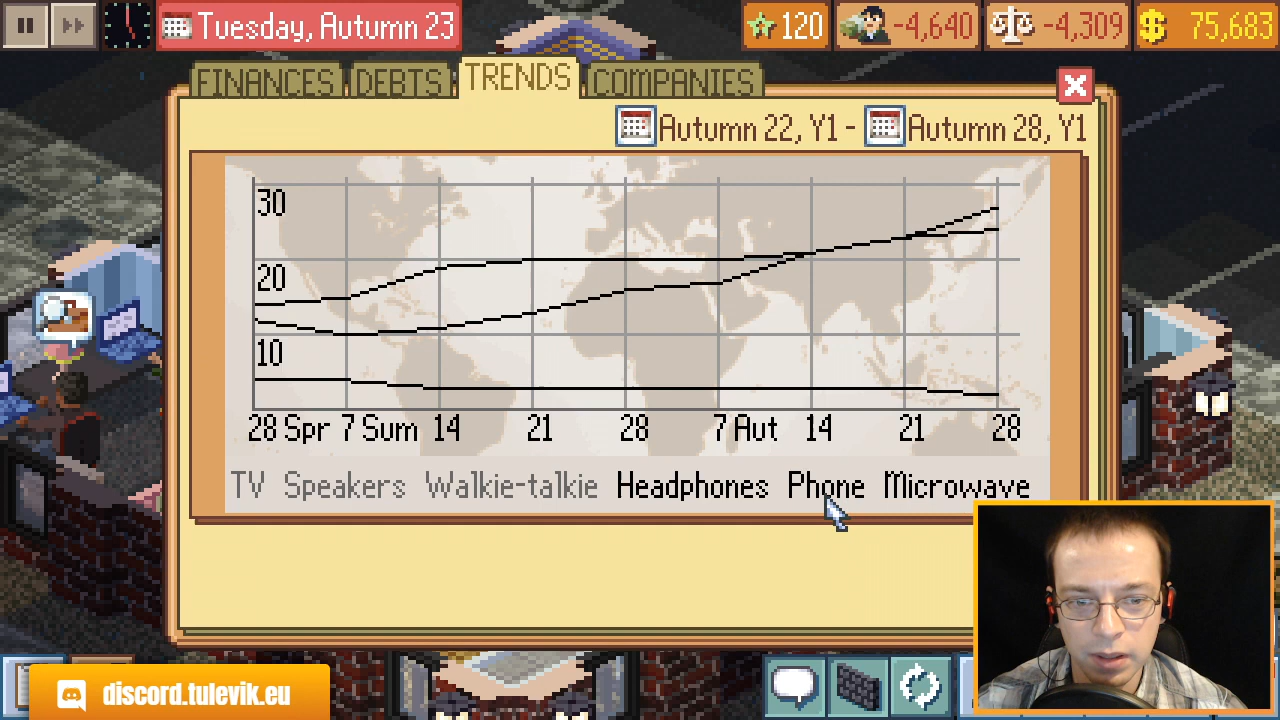 Tuesday, Autumn 23 120 -4,640 -4,309 75,683
FINANCES DEBTS TRENDS COMPANIES
Autumn 22, Y1 - Autumn 28, Y1
30
20
10
28 Spr 7 Sum 14 21 28 7 Aut 14 21 28
TV Speakers Walkie-talkie Headphones Phone Microwave
discord.tulevik.eu